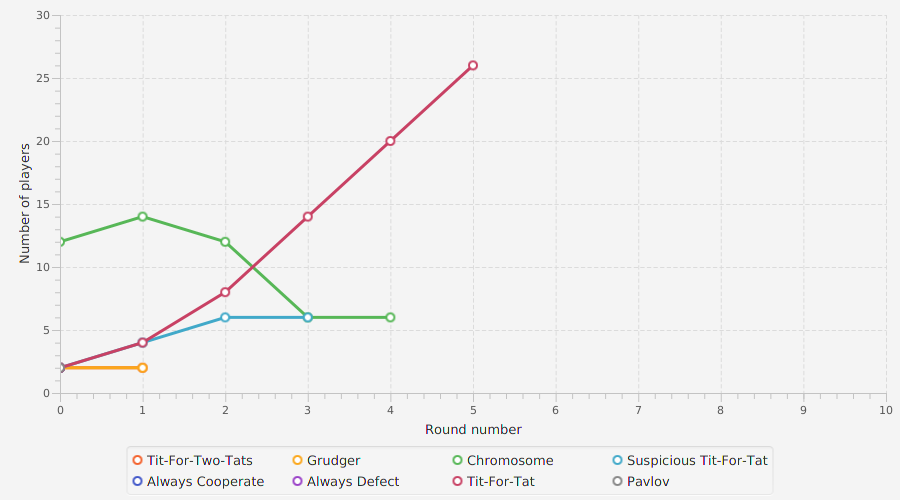 30
25
20
15
10
5
0
Number of players
0 1 2 3 4 5 6 7 8 9 10
Round number
Tit-For-Two-Tats Grudger Chromosome Suspicious Tit-For-Tat
Always Cooperate Always Defect Tit-For-Tat Pavlov